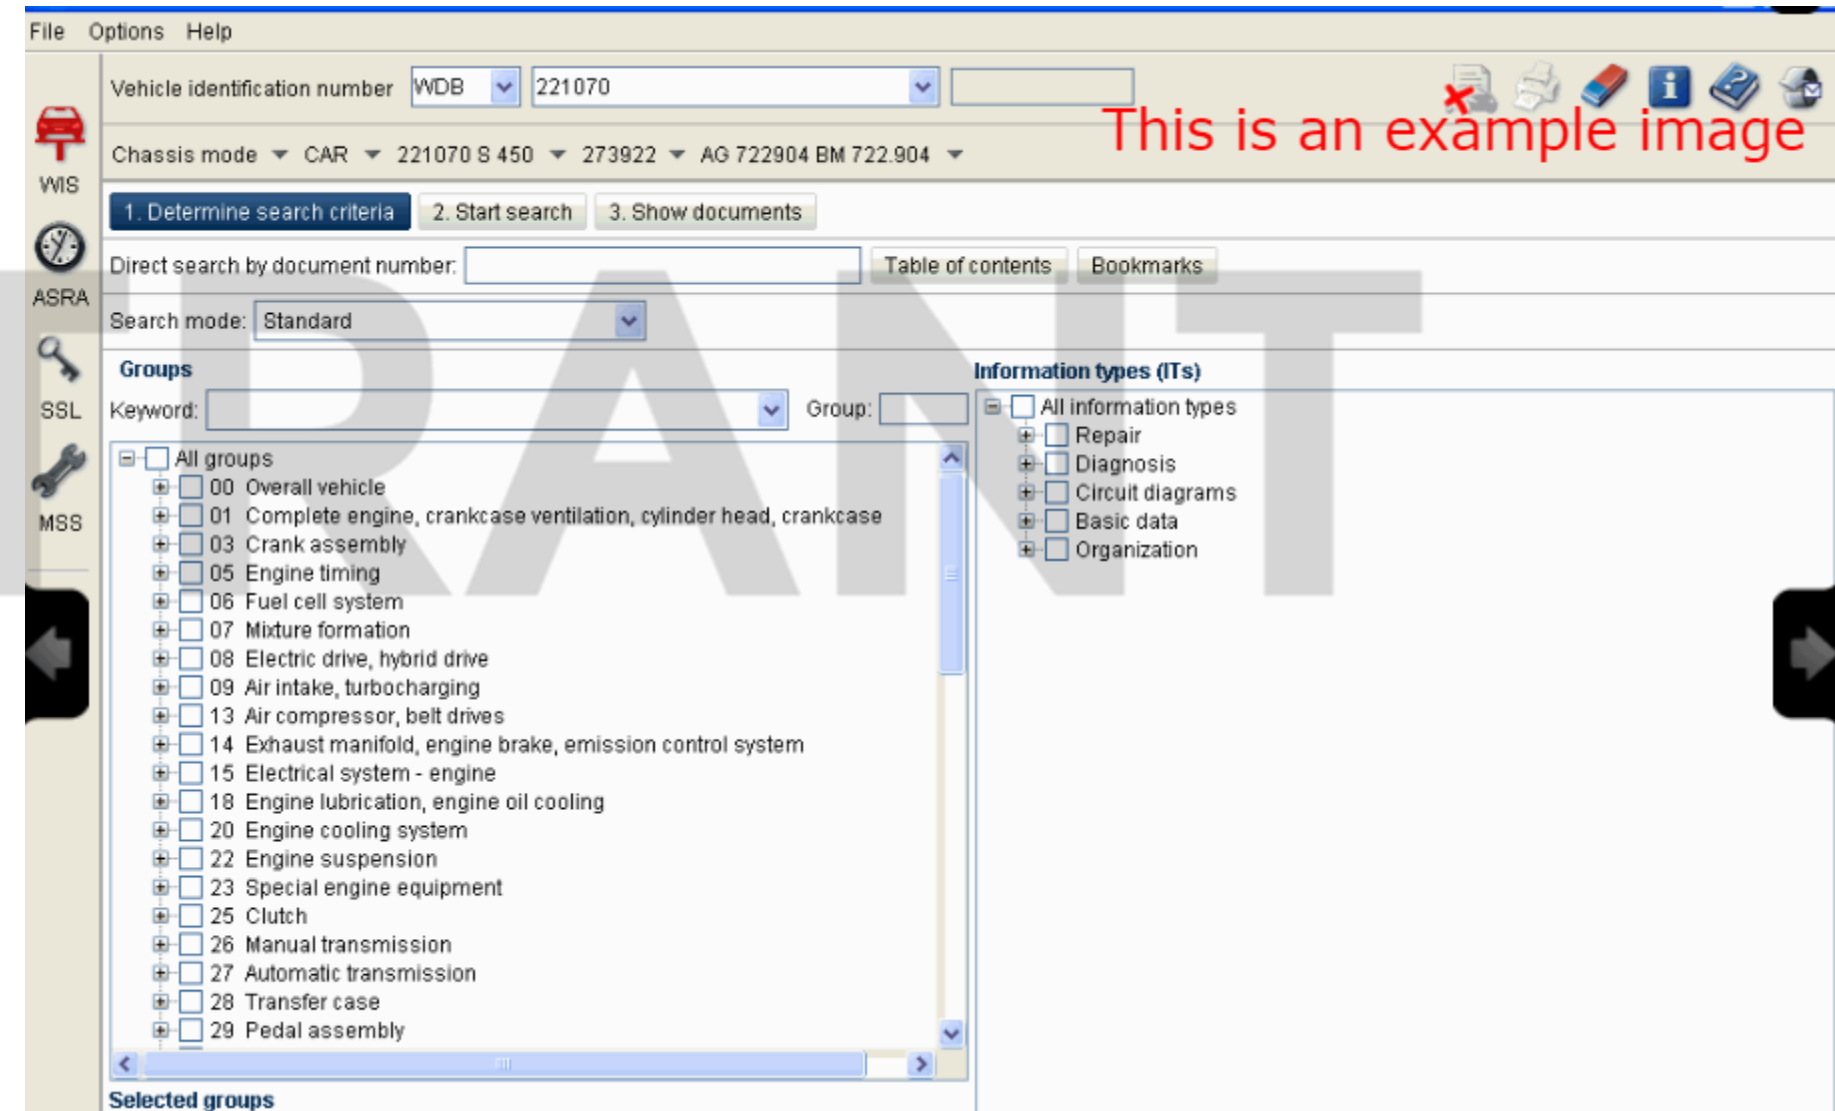 File Options Help
Vehicle identification number WDB 221070
This is an example image
WIS
Chassis mode CAR 221070 S 450 273922 AG 722904 BM 722.904
1. Determine search criteria 2. Start search 3. Show documents
ASRA
Direct search by document number: Table of contents Bookmarks
Search mode: Standard
SSL
MSS
Groups
Keyword: Group:
All groups
00 Overall vehicle
01 Complete engine, crankcase ventilation, cylinder head, crankcase
03 Crank assembly
05 Engine timing
06 Fuel cell system
07 Mixture formation
08 Electric drive, hybrid drive
09 Air intake, turbocharging
13 Air compressor, belt drives
14 Exhaust manifold, engine brake, emission control system
15 Electrical system - engine
18 Engine lubrication, engine oil cooling
20 Engine cooling system
22 Engine suspension
23 Special engine equipment
25 Clutch
26 Manual transmission
27 Automatic transmission
28 Transfer case
29 Pedal assembly
Selected groups
Information types (ITs)
All information types
Repair
Diagnosis
Circuit diagrams
Basic data
Organization
TRANT